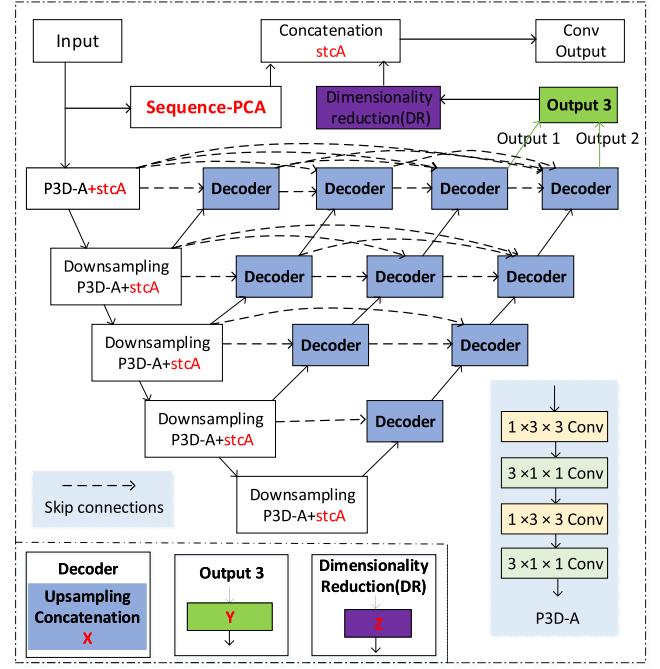 Input
Concatenation
stcA
Conv
Output
Sequence-PCA
Dimensionality
reduction(DR)
Output 3
Output 1
Output 2
P3D-A+stcA
Decoder
Decoder
Decoder
Decoder
Downsampling
P3D-A+stcA
Decoder
Decoder
Decoder
Downsampling
P3D-A+stcA
Decoder
Decoder
Downsampling
P3D-A+stcA
Decoder
Downsampling
P3D-A+stcA
Skip connections
1 ×3 × 3 Conv
3 ×1 × 1 Conv
1 ×3 × 3 Conv
3 ×1 × 1 Conv
P3D-A
Decoder
Upsampling
Concatenation
X
Output 3
Y
Dimensionality
Reduction(DR)
Z